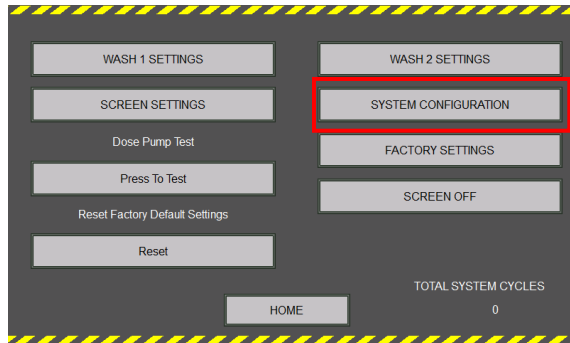 WASH 1 SETTINGS
WASH 2 SETTINGS
SCREEN SETTINGS
SYSTEM CONFIGURATION
Dose Pump Test
FACTORY SETTINGS
Press To Test
SCREEN OFF
Reset Factory Default Settings
Reset
TOTAL SYSTEM CYCLES
HOME
0